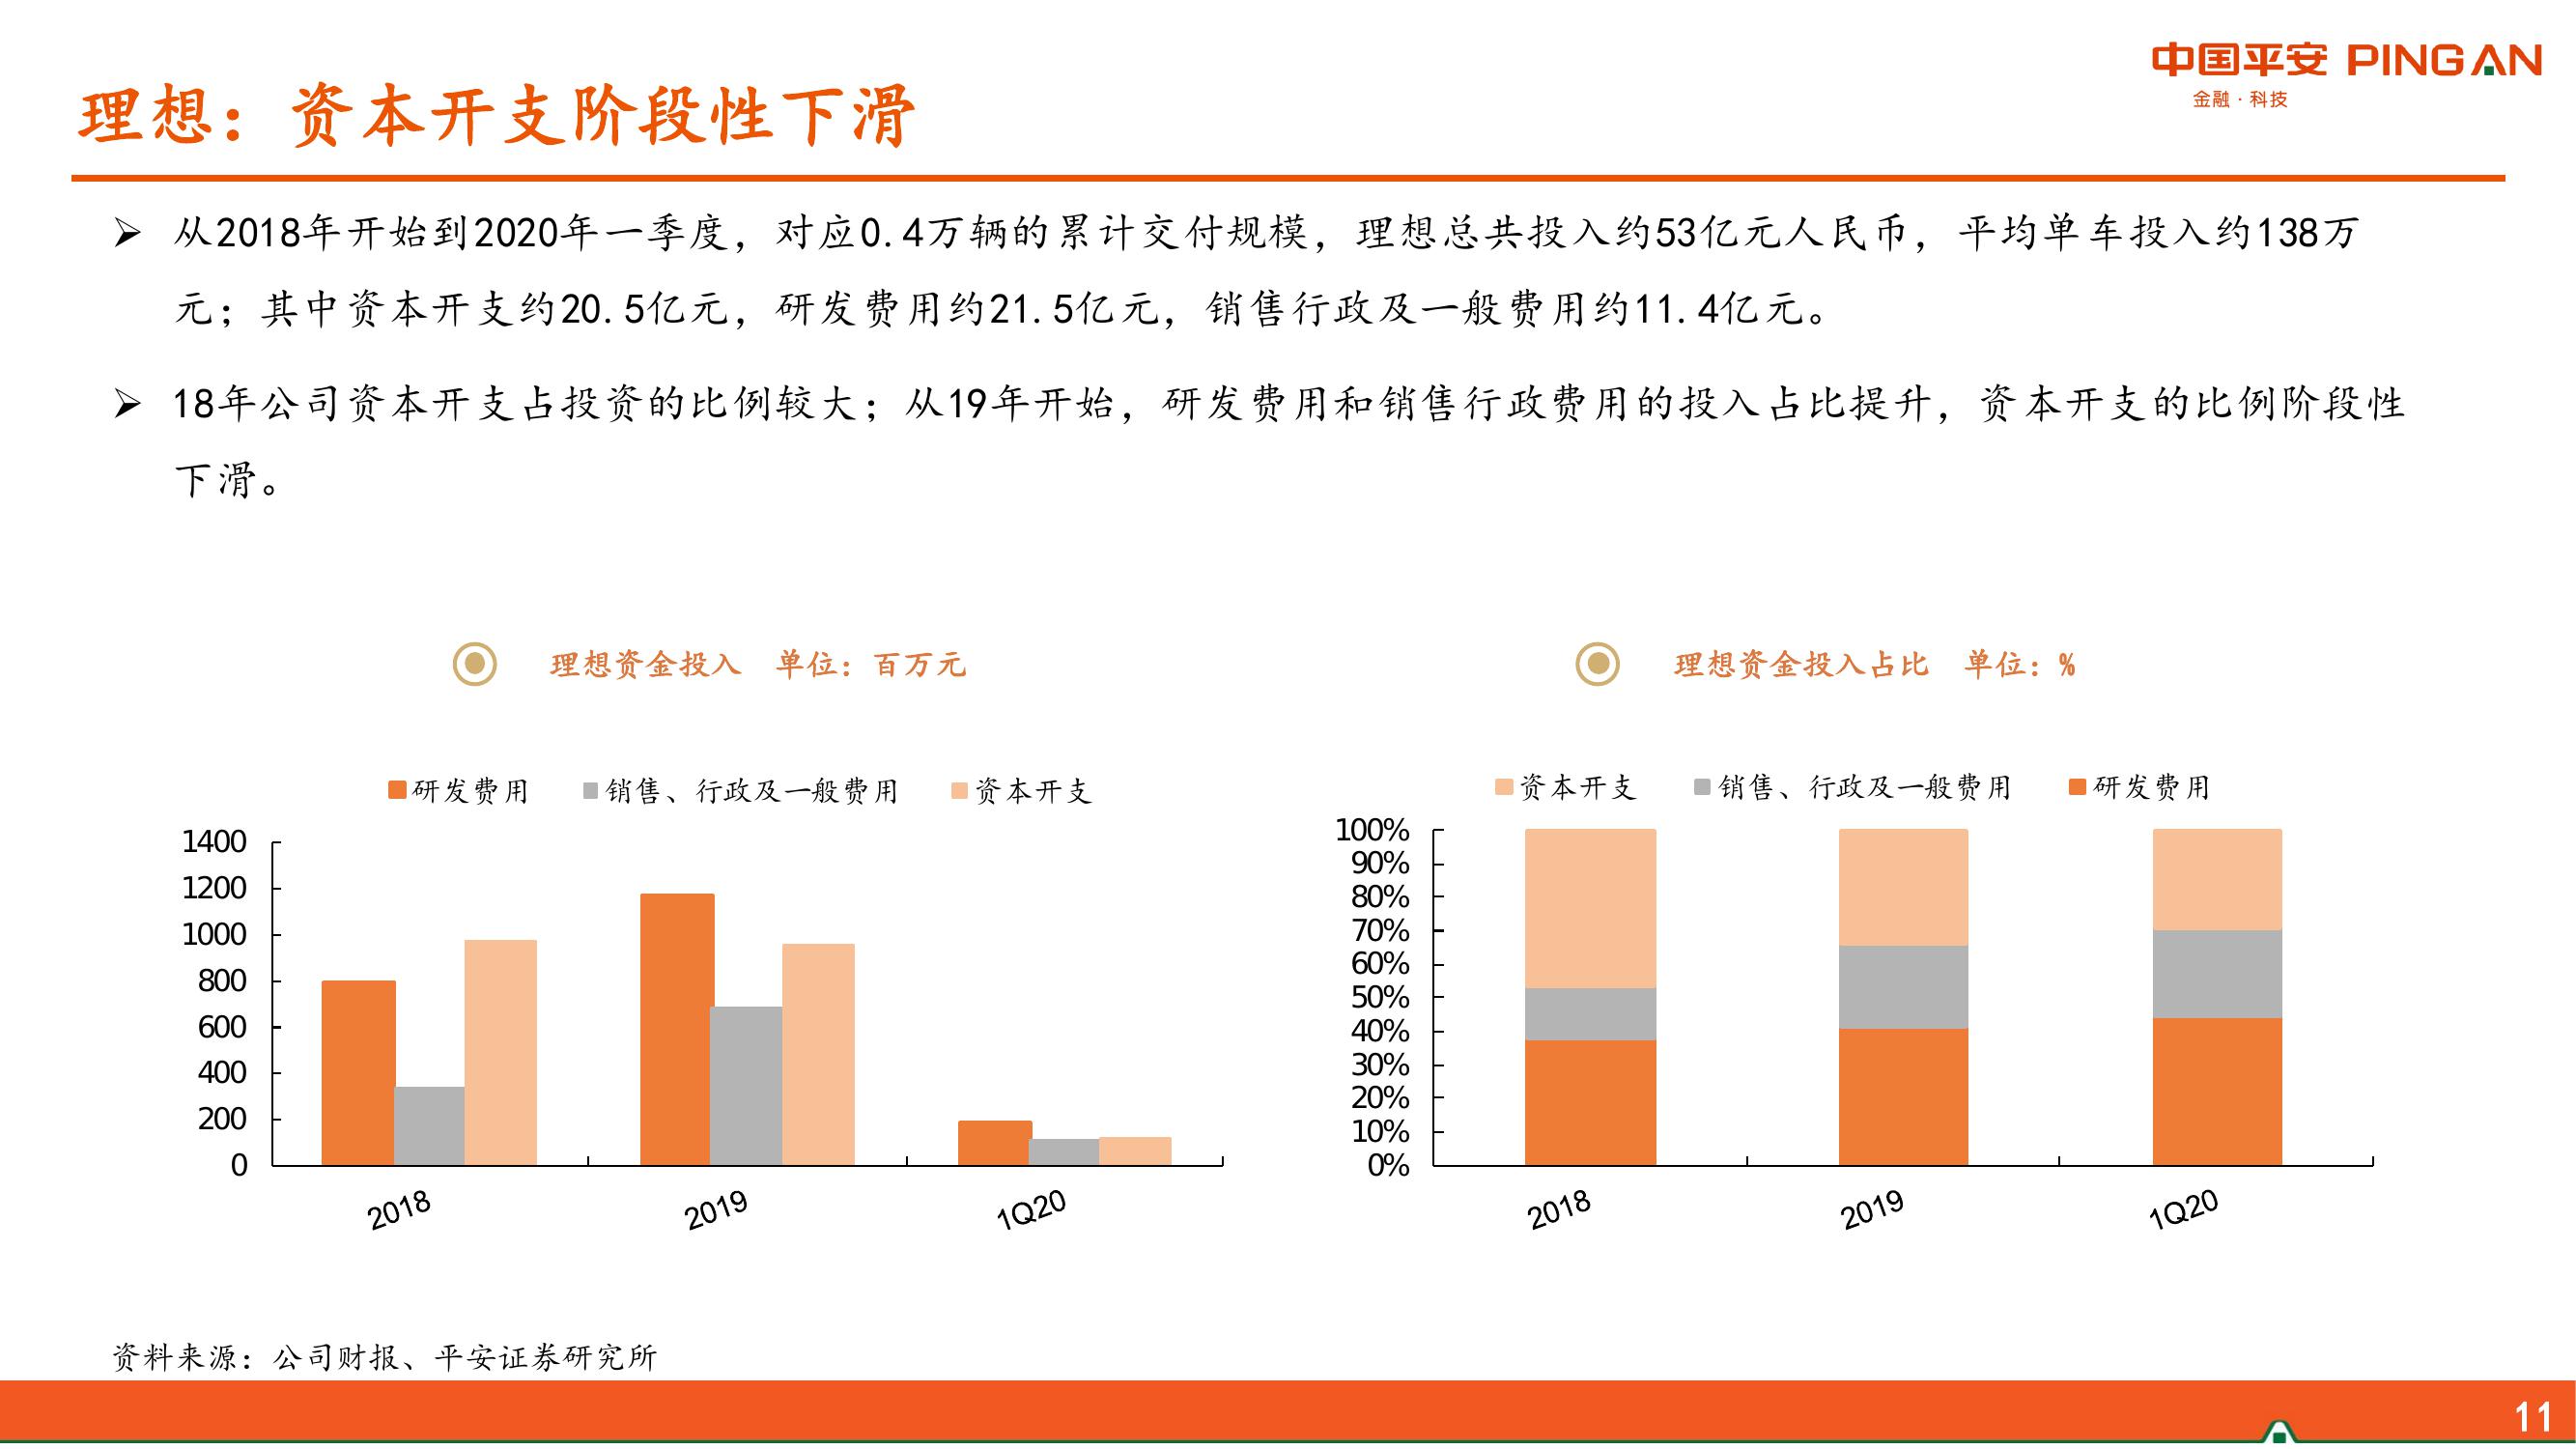 中国平安 PINGAN
金融·科技
理想：资本开支阶段性下滑
从2018年开始到2020年一季度，对应0.4万辆的累计交付规模，理想总共投入约53亿元人民币，平均单车投入约138万
元；其中资本开支约20.5亿元，研发费用约21.5亿元，销售行政及一般费用约11.4亿元。
18年公司资本开支占投资的比例较大；从19年开始，研发费用和销售行政费用的投入占比提升，资本开支的比例阶段性
下滑。
理想资金投入 单位：百万元
研发费用 销售、行政及一般费用 资本开支
1400
1200
1000
800
600
400
200
0
2018 2019 1Q20
理想资金投入占比 单位：%
资本开支 销售、行政及一般费用 研发费用
100%
90%
80%
70%
60%
50%
40%
30%
20%
10%
0%
2018 2019 1Q20
资料来源：公司财报、平安证券研究所
11